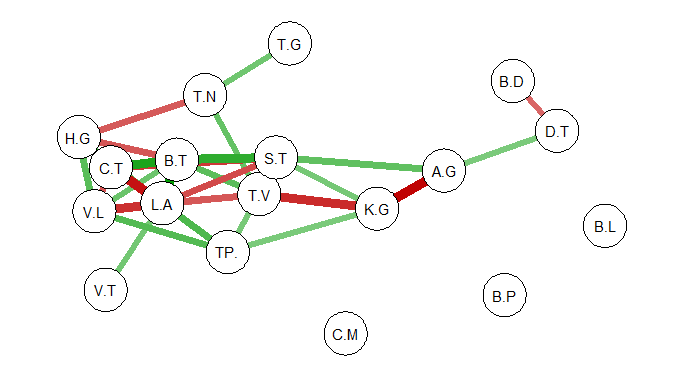 T.G
B.D
T.N
D.T
H.G
B.T
S.T
C.T
A.G
T.V
L.A
K.G
V.L
B.L
TP.
V.T
B.P
C.M